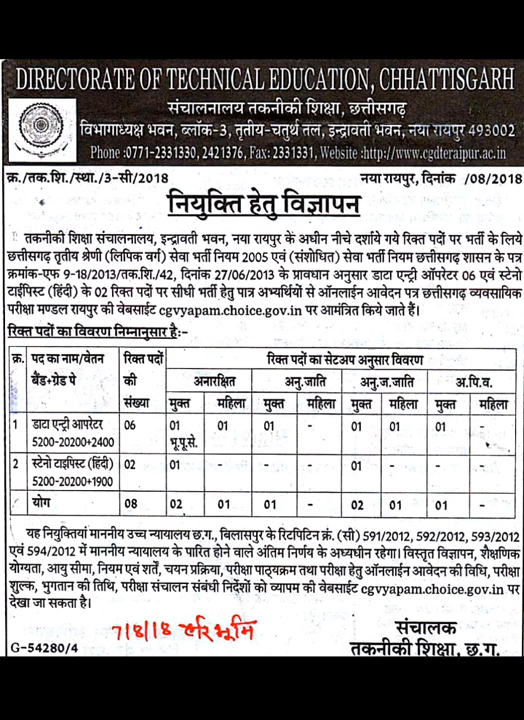 DIRECTORATE OF TECHNICAL EDUCATION, CHHATTISGARH
संचालनालय तकनीकी शिक्षा, छत्तीसगढ़
विभागाध्यक्ष भवन, ब्लॉक-3, तृतीय-चतुर्थ तल, इन्द्रावती भवन, नया रायपुर 493002
Phone :0771-2331330, 2421376, Fax: 2331331, Website :http://www.cgdteraipur.ac.in
क्र./तक.शि./स्था./3-सी/2018 नया रायपुर, दिनांक /08/2018
नियुक्ति हेतु विज्ञापन
तकनीकी शिक्षा संचालनालय, इन्द्रावती भवन, नया रायपुर के अधीन नीचे दर्शाये गये रिक्त पदों पर भर्ती के लिये
छत्तीसगढ़ तृतीय श्रेणी (लिपिक वर्ग) सेवा भर्ती नियम 2005 एवं (संशोधित) सेवा भर्ती नियम छत्तीसगढ़ शासन के पत्र
क्रमांक-एफ 9-18/2013/तक.शि./42, दिनांक 27/06/2013 के प्रावधान अनुसार डाटा एन्ट्री ऑपरेटर 06 एवं स्टेनो
टाईपिस्ट (हिंदी) के 02 रिक्त पदों पर सीधी भर्ती हेतु पात्र अभ्यर्थियों से ऑनलाईन आवेदन पत्र छत्तीसगढ़ व्यवसायिक
परीक्षा मण्डल रायपुर की वेबसाईट cgvyapam.choice.gov.in पर आमंत्रित किये जाते हैं।
रिक्त पदों का विवरण निम्नानुसार है:-
क्र. पद का नाम/वेतन रिक्त पदों रिक्त पदों का सेटअप अनुसार विवरण
बैंड+ग्रेड पे की अनारक्षित अनु.जाति अनु.ज.जाति अ.पि.व.
संख्या मुक्त महिला मुक्त महिला मुक्त महिला मुक्त महिला
1 डाटा एन्ट्री आपरेटर 06 01 01 01 - 01 01 01 -
5200-20200+2400 भू.पू.से.
2 स्टेनो टाईपिस्ट (हिंदी) 02 01 - 01 -
5200-20200+1900
योग 08 02 01 01 - 02 01 01 -
यह नियुक्तियां माननीय उच्च न्यायालय छ.ग., बिलासपुर के रिटपिटिन क्रं. (सी) 591/2012, 592/2012, 593/2012
एवं 594/2012 में माननीय न्यायालय के पारित होने वाले अंतिम निर्णय के अध्यधीन रहेगा। विस्तृत विज्ञापन, शैक्षणिक
योग्यता, आयु सीमा, नियम एवं शर्ते, चयन प्रक्रिया, परीक्षा पाठ्यक्रम तथा परीक्षा हेतु ऑनलाईन आवेदन की विधि, परीक्षा
शुल्क, भुगतान की तिथि, परीक्षा संचालन संबंधी निर्देशों को व्यापम की वेबसाईट cgvyapam.choice.gov.in पर
देखा जा सकता है।
7/8/18 हरिभूमि
संचालक
G-54280/4 तकनीकी शिक्षा, छ.ग.